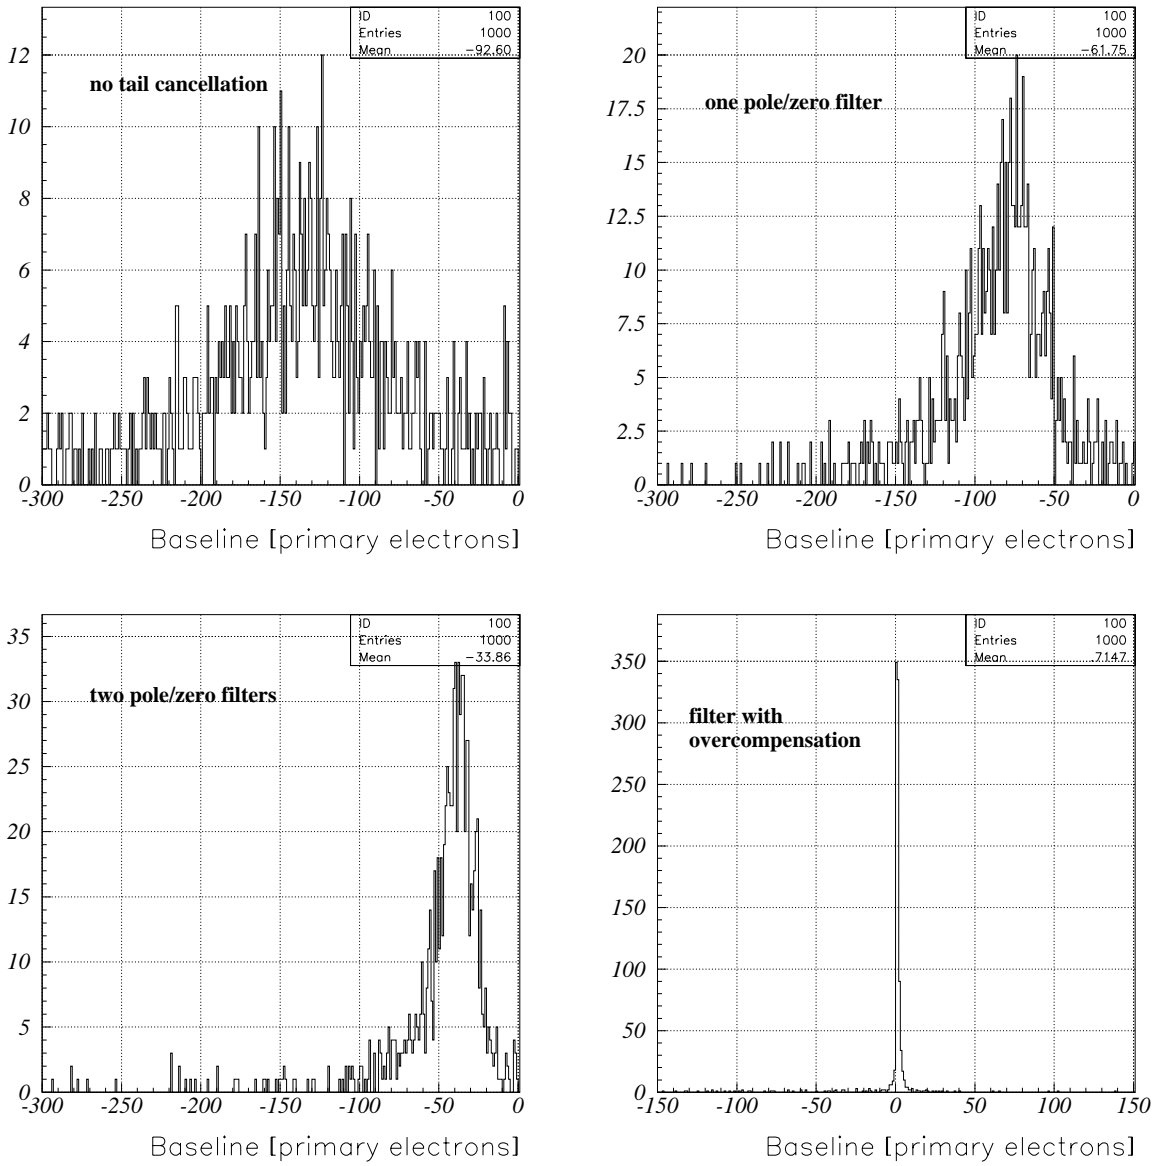 ID 100
Entries 1000
Mean -92.60
no tail cancellation
12
10
8
6
4
2
0
-300 -250 -200 -150 -100 -50 0
Baseline [primary electrons]
ID 100
Entries 1000
Mean -61.75
one pole/zero filter
20
17.5
15
12.5
10
7.5
5
2.5
0
-300 -250 -200 -150 -100 -50 0
Baseline [primary electrons]
ID 100
Entries 1000
Mean -33.86
two pole/zero filters
35
30
25
20
15
10
5
0
-300 -250 -200 -150 -100 -50 0
Baseline [primary electrons]
ID 100
Entries 1000
Mean .7147
filter with
overcompensation
350
300
250
200
150
100
50
0
-150 -100 -50 0 50 100 150
Baseline [primary electrons]